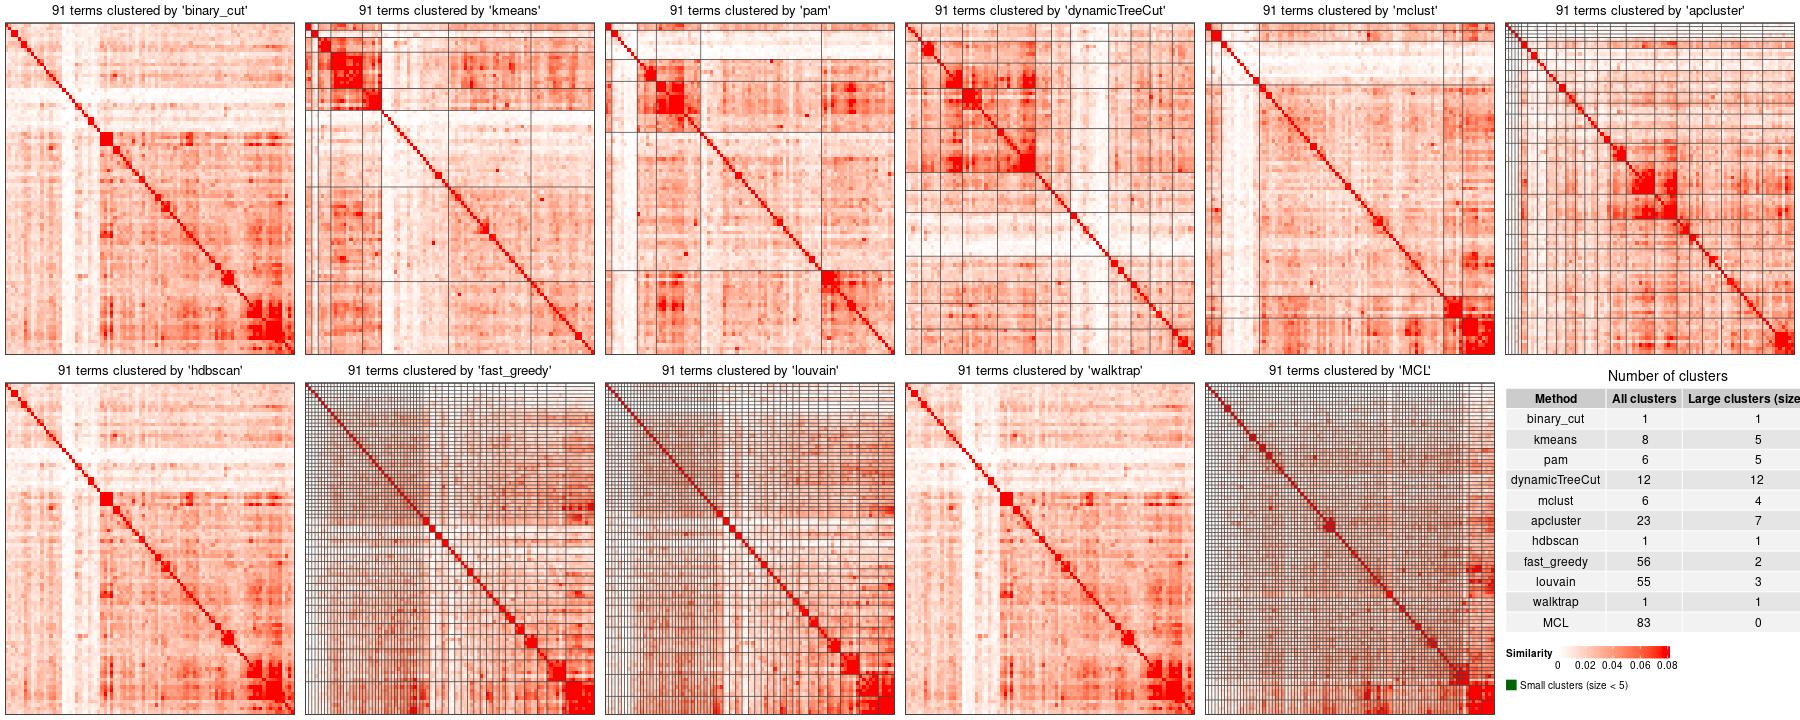 91 terms clustered by 'binary_cut'
91 terms clustered by 'kmeans'
91 terms clustered by 'pam'
91 terms clustered by 'dynamicTreeCut'
91 terms clustered by 'mclust'
91 terms clustered by 'apcluster'
91 terms clustered by 'hdbscan'
91 terms clustered by 'fast_greedy'
91 terms clustered by 'louvain'
91 terms clustered by 'walktrap'
91 terms clustered by 'MCL'
Number of clusters
Method All clusters Large clusters (size
binary_cut 1 1
kmeans 8 5
pam 6 5
dynamicTreeCut 12 12
mclust 6 4
apcluster 23 7
hdbscan 1 1
fast_greedy 56 2
louvain 55 3
walktrap 1 1
MCL 83 0
Similarity
0 0.02 0.04 0.06 0.08
Small clusters (size < 5)